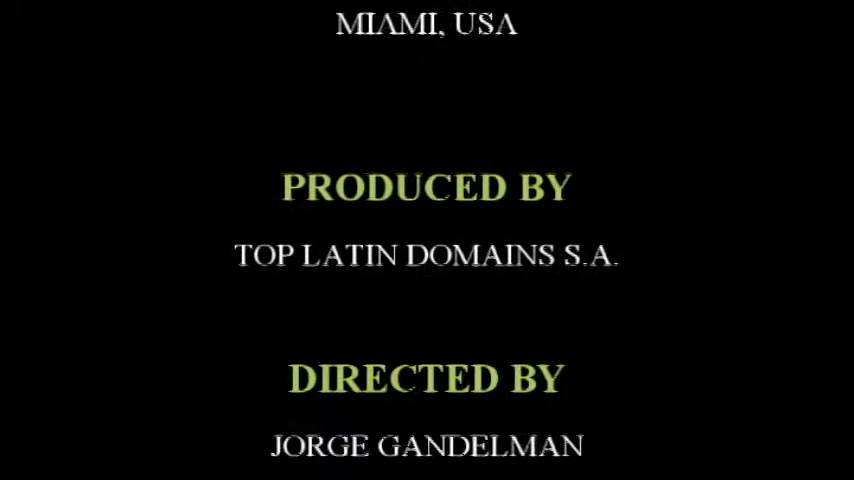 MIAMI, USA
PRODUCED BY
TOP LATIN DOMAINS S.A.
DIRECTED BY
JORGE GANDELMAN